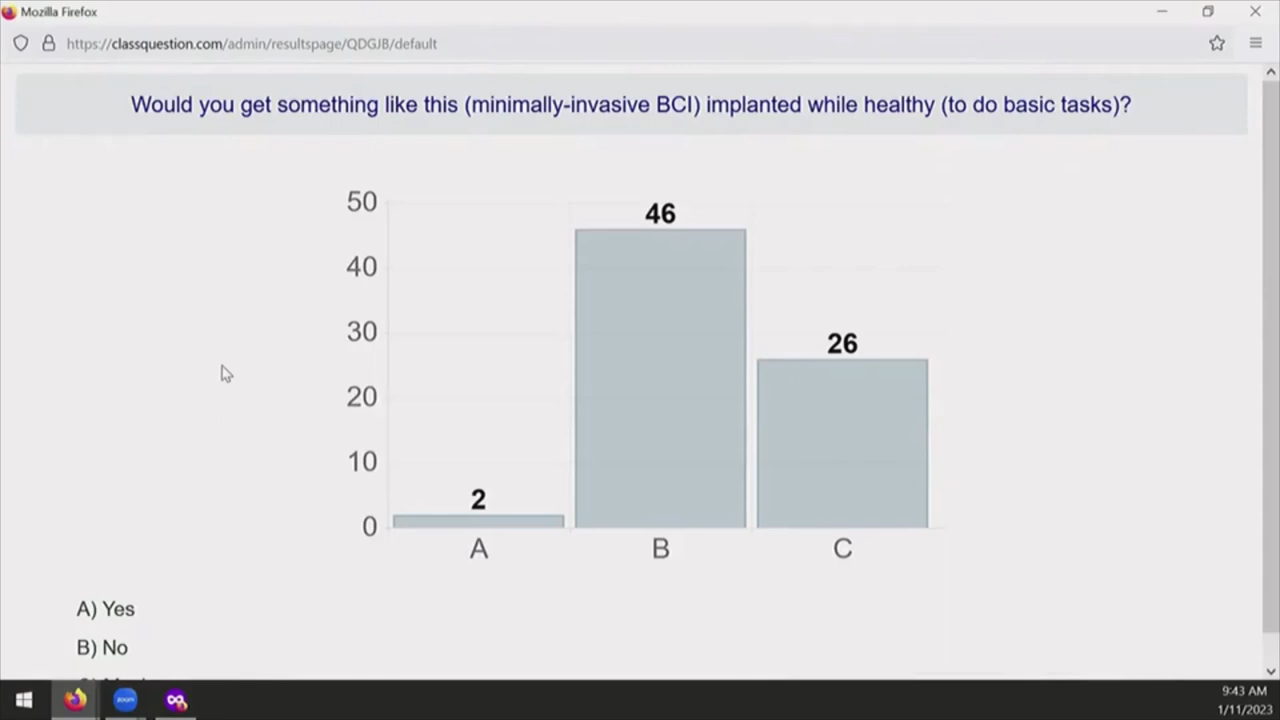 Mozilla Firefox
https://classquestion.com/admin/resultspage/QDGJB/default
Would you get something like this (minimally-invasive BCI) implanted while healthy (to do basic tasks)?
50
40
30
20
10
0
2
46
26
A
B
C
A) Yes
B) No
zoom
9:43 AM
1/11/2023